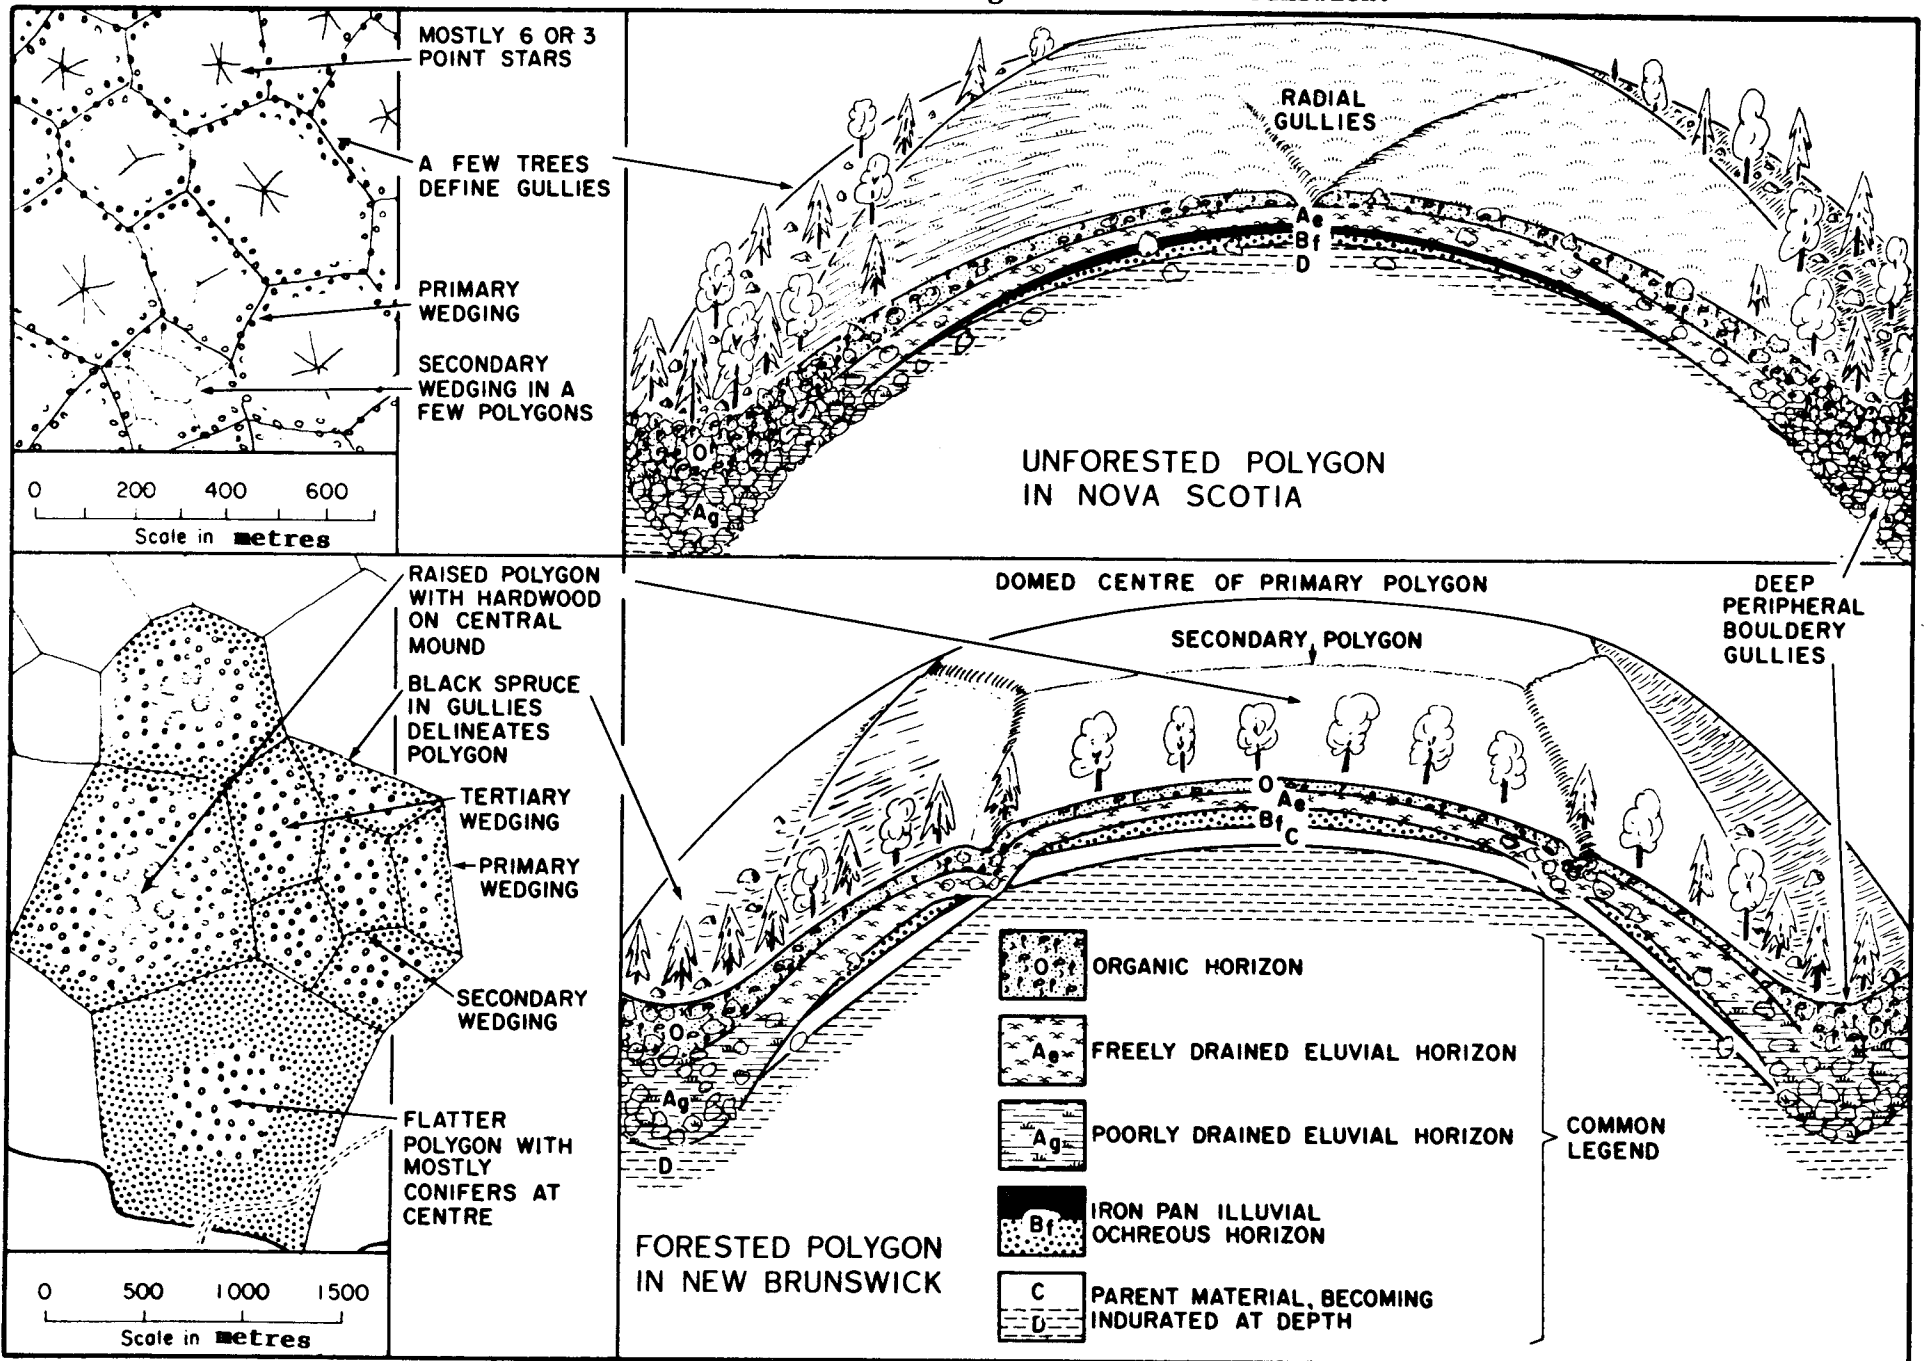 MOSTLY 6 OR 3
POINT STARS
A FEW TREES
DEFINE GULLIES
PRIMARY
WEDGING
SECONDARY
WEDGING IN A
FEW POLYGONS
0 200 400 600
Scale in metres
RADIAL
GULLIES
Ae
Bf
D
O
Ag
UNFORESTED POLYGON
IN NOVA SCOTIA
RAISED POLYGON
WITH HARDWOOD
ON CENTRAL
MOUND
BLACK SPRUCE
IN GULLIES
DELINEATES
POLYGON
TERTIARY
WEDGING
PRIMARY
WEDGING
SECONDARY
WEDGING
FLATTER
POLYGON WITH
MOSTLY
CONIFERS AT
CENTRE
0 500 1000 1500
Scale in metres
DOMED CENTRE OF PRIMARY POLYGON
SECONDARY POLYGON
DEEP
PERIPHERAL
BOULDERY
GULLIES
O
Ae
Bf
C
O
Ag
D
FORESTED POLYGON
IN NEW BRUNSWICK
O ORGANIC HORIZON
Ae FREELY DRAINED ELUVIAL HORIZON
Ag POORLY DRAINED ELUVIAL HORIZON
IRON PAN ILLUVIAL
Bf OCHREOUS HORIZON
C PARENT MATERIAL, BECOMING
D INDURATED AT DEPTH
COMMON
LEGEND